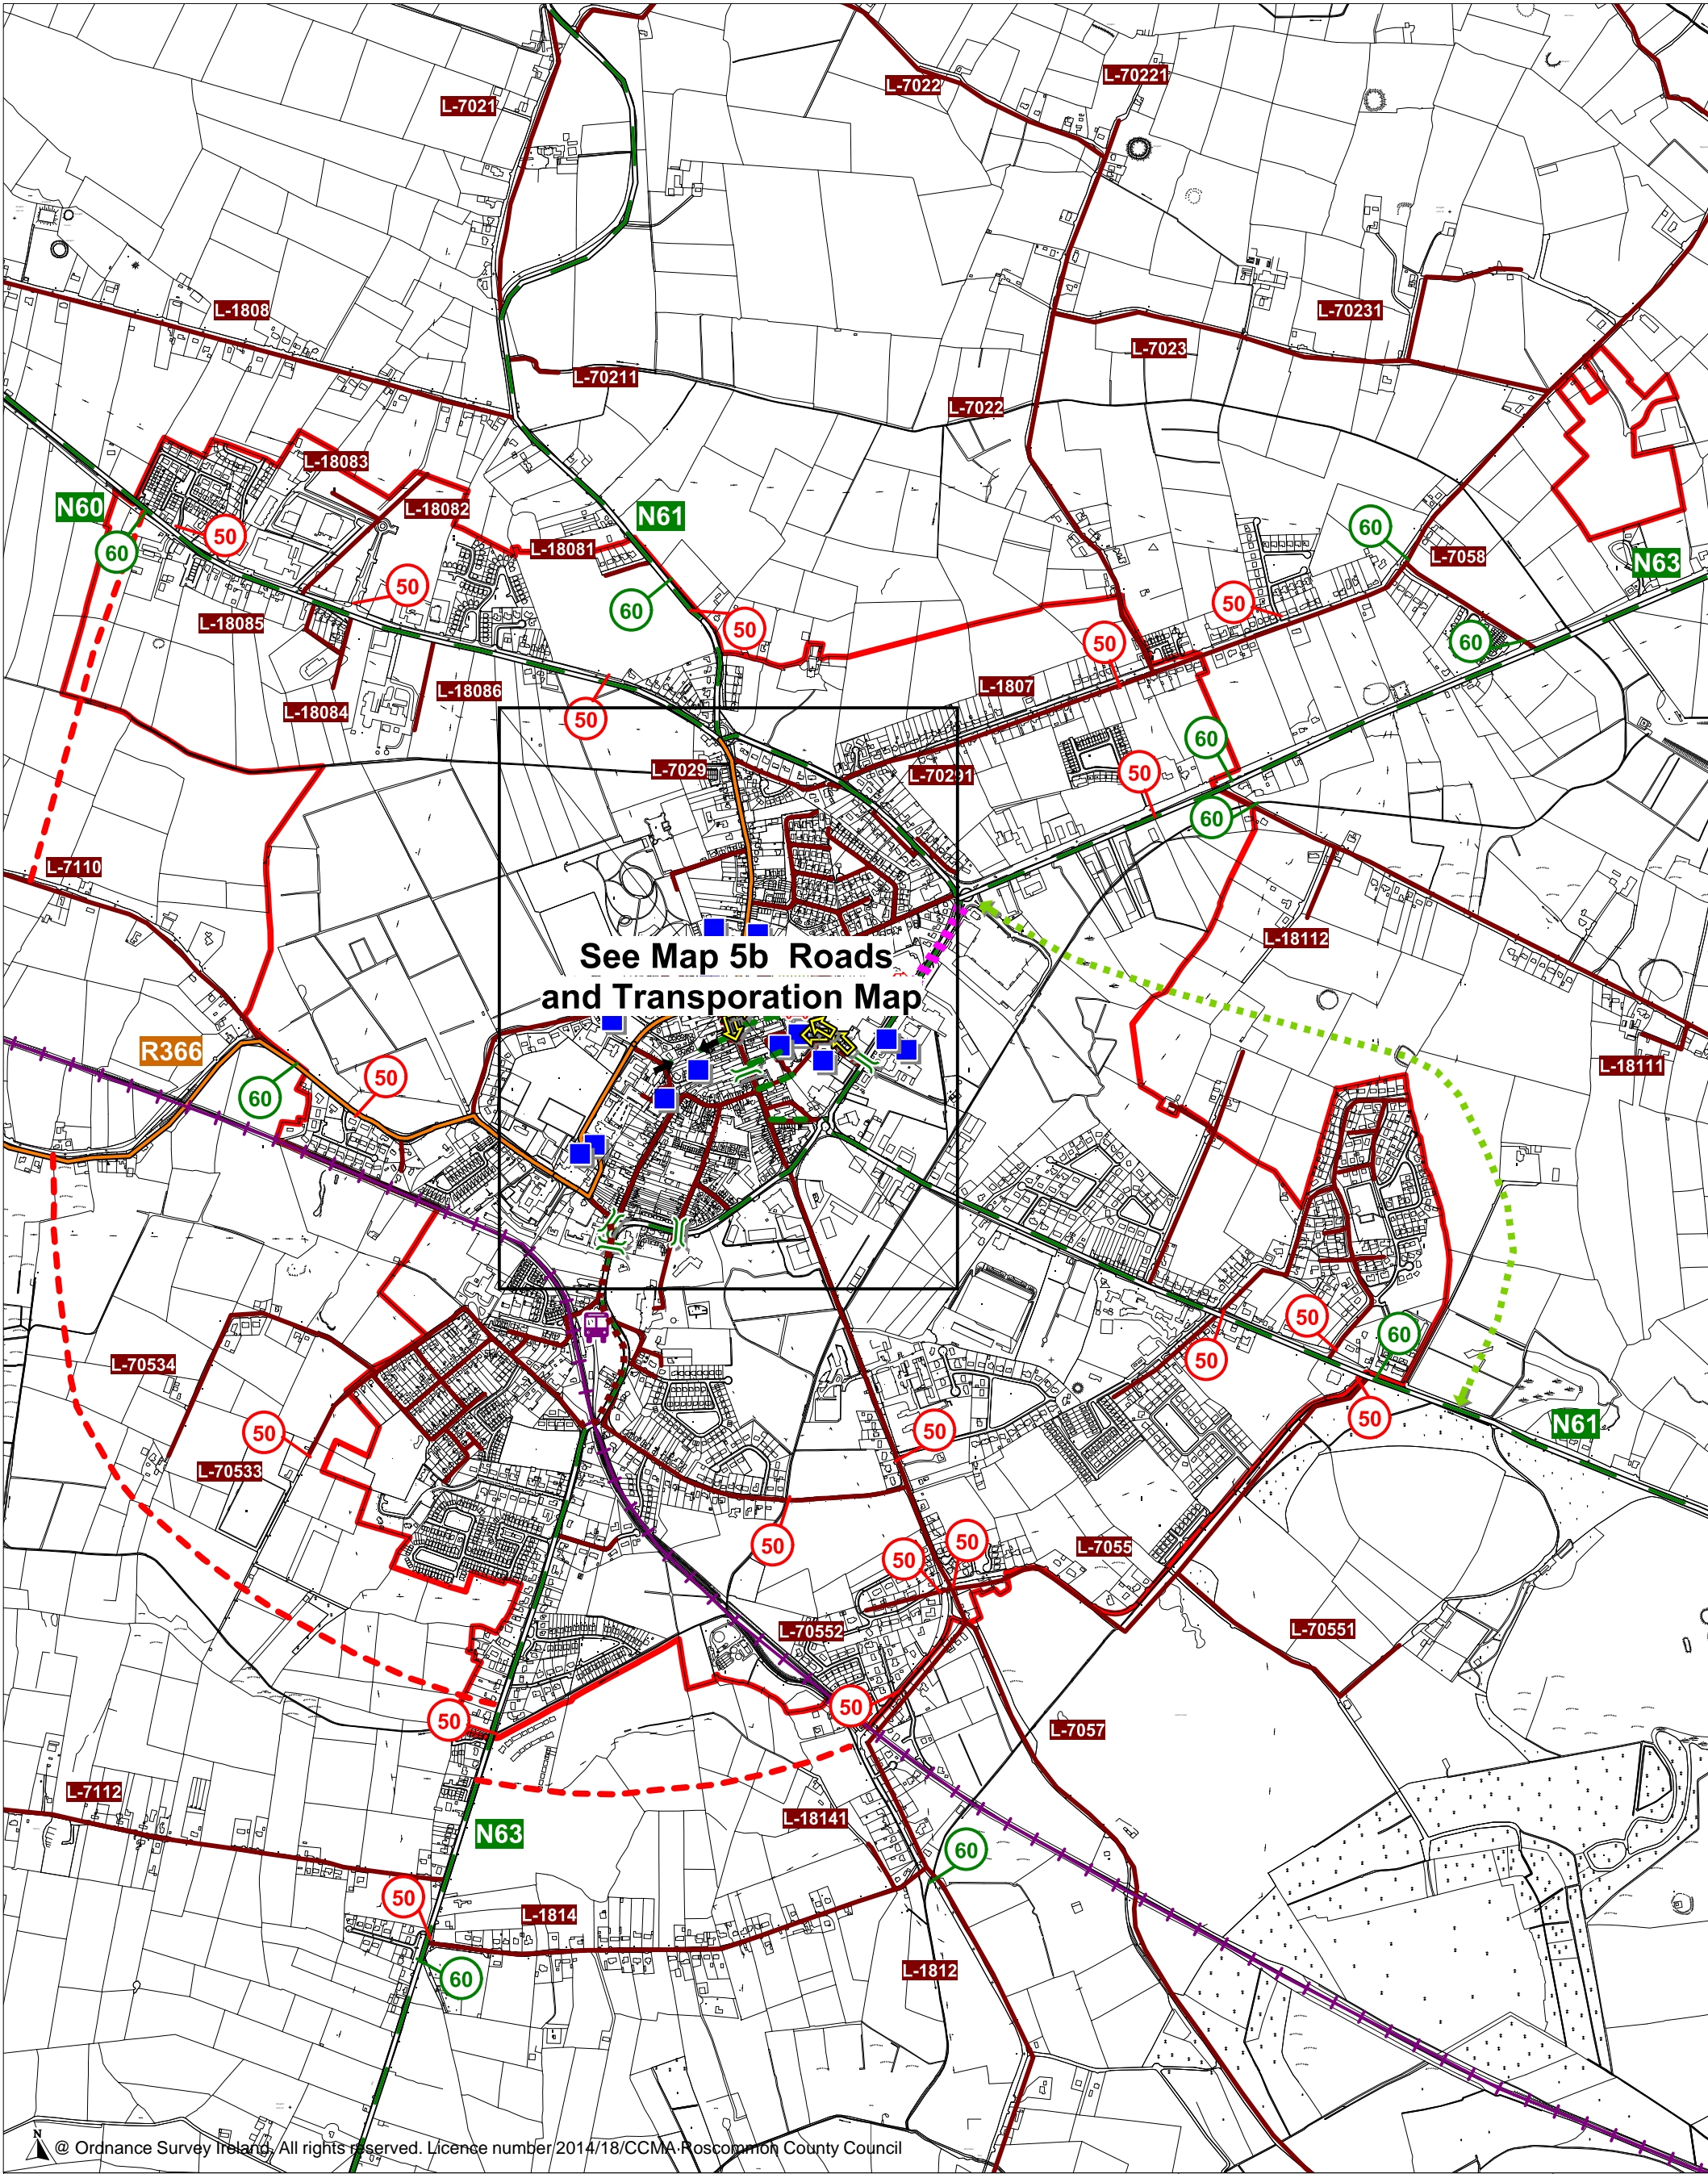 L-70221
L-7022
L-7021
L-1808
L-70231
L-7023
L-70211
L-7022
L-18083
N60
L-18082
N61
60
50
L-18081
60
L-7058
N63
50
60
50
60
L-18085
50
50
L-18086
L-1807
L-18084
50
60
L-7029
L-70291
50
60
L-7110
L-18112
See Map 5b Roads
and Transporation Map
R366
L-18111
50
60
50
60
L-70534
50
N61
50
50
50
L-70533
50
50
50
L-7055
L-70552
L-70551
50
50
L-7057
L-7112
L-18141
N63
60
50
L-1814
L-1812
60
N
@ Ordnance Survey Ireland. All rights reserved. Licence number 2014/18/CCMA Roscommon County Council